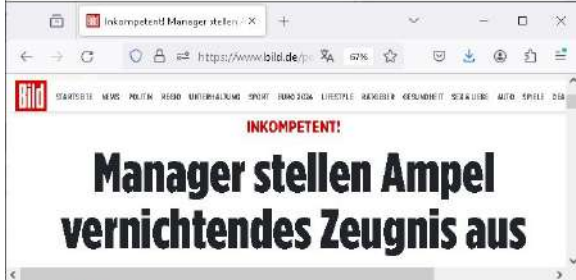 Inkompetent! Manager stellen
https://www.bild.de/p 67%
Bild STARTSEITE NEWS POLITIK REGIO UNTERHALTUNG SPORT EURO 2024 LIFESTYLE RATGEBER GESUNDHEIT SEX & LIEBE AUTO SPIELE
INKOMPETENT!
Manager stellen Ampel
vernichtendes Zeugnis aus